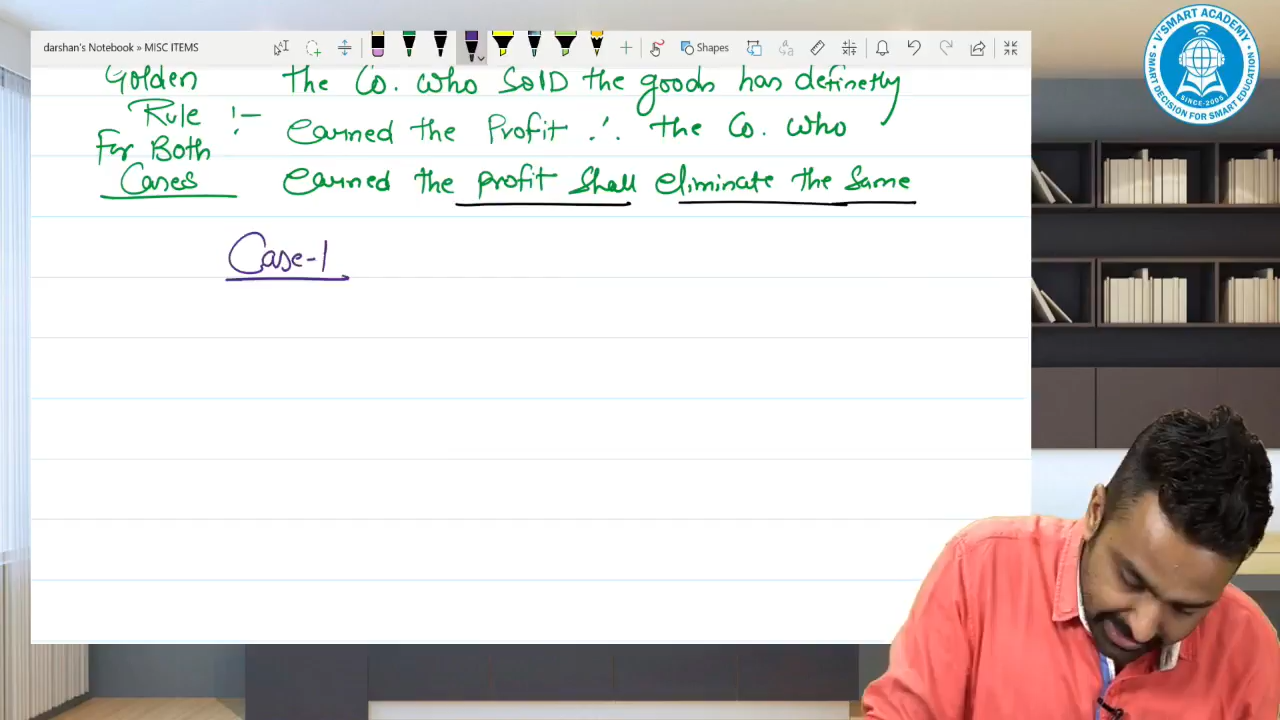 darshan's Notebook » MISC ITEMS
Shapes
Golden Rule :- For Both Cases
The Co. who SOLD the goods has definetly
earned the Profit ∴ the Co. who
earned the profit shall eliminate the same
Case-1
V'SMART ACADEMY
SINCE-2005
SMART DECISION FOR SMART EDUCATION